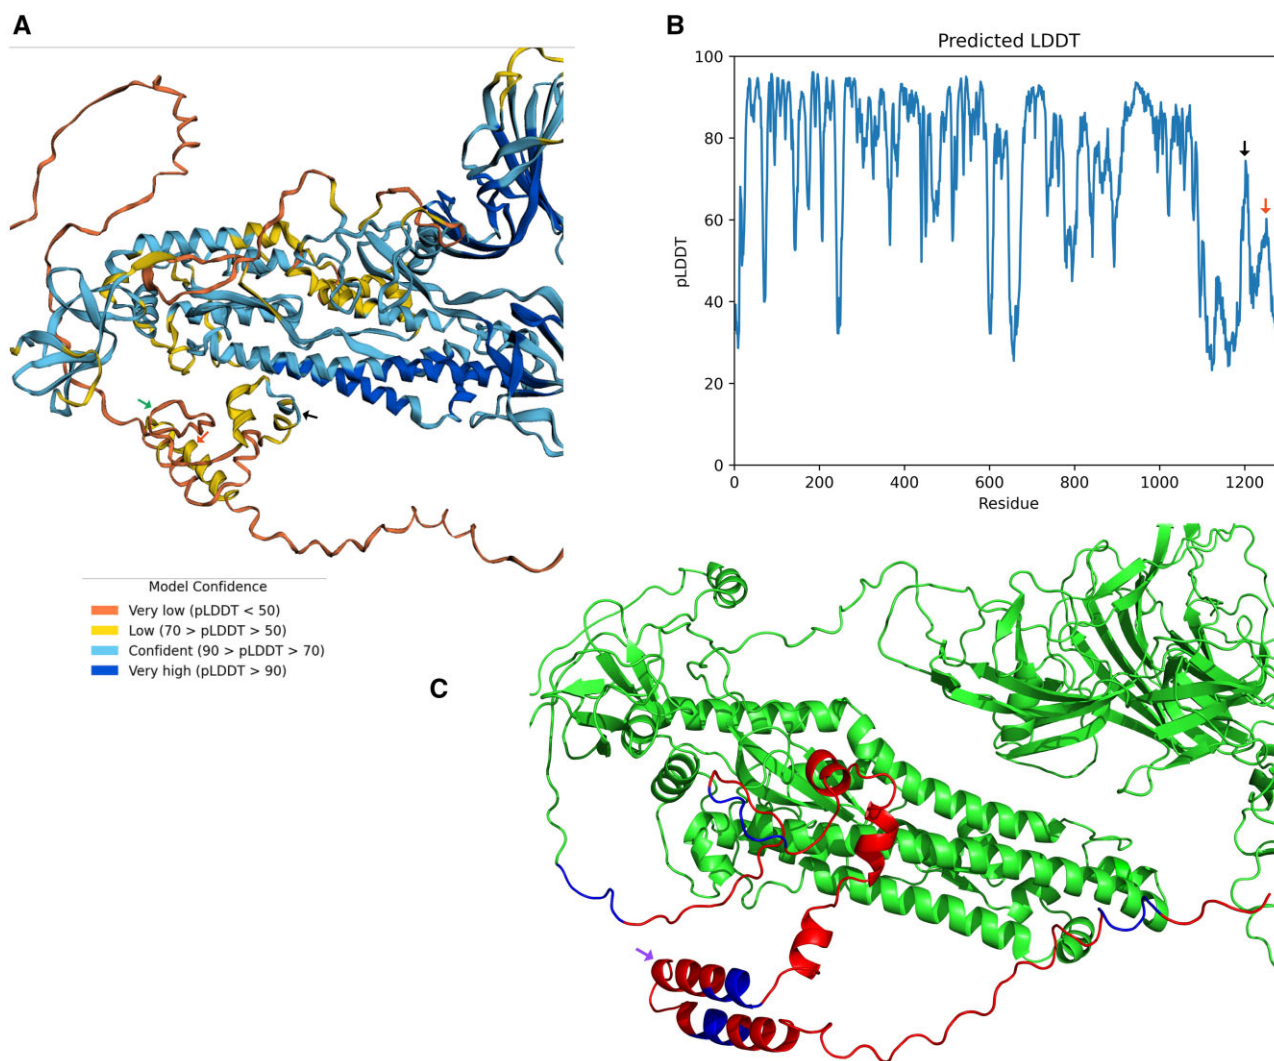 A
Model Confidence
Very low (pLDDT < 50)
Low (70 > pLDDT > 50)
Confident (90 > pLDDT > 70)
Very high (pLDDT > 90)
B
Predicted LDDT
pLDDT
100
80
60
40
20
0
0 200 400 600 800 1000 1200
Residue
C